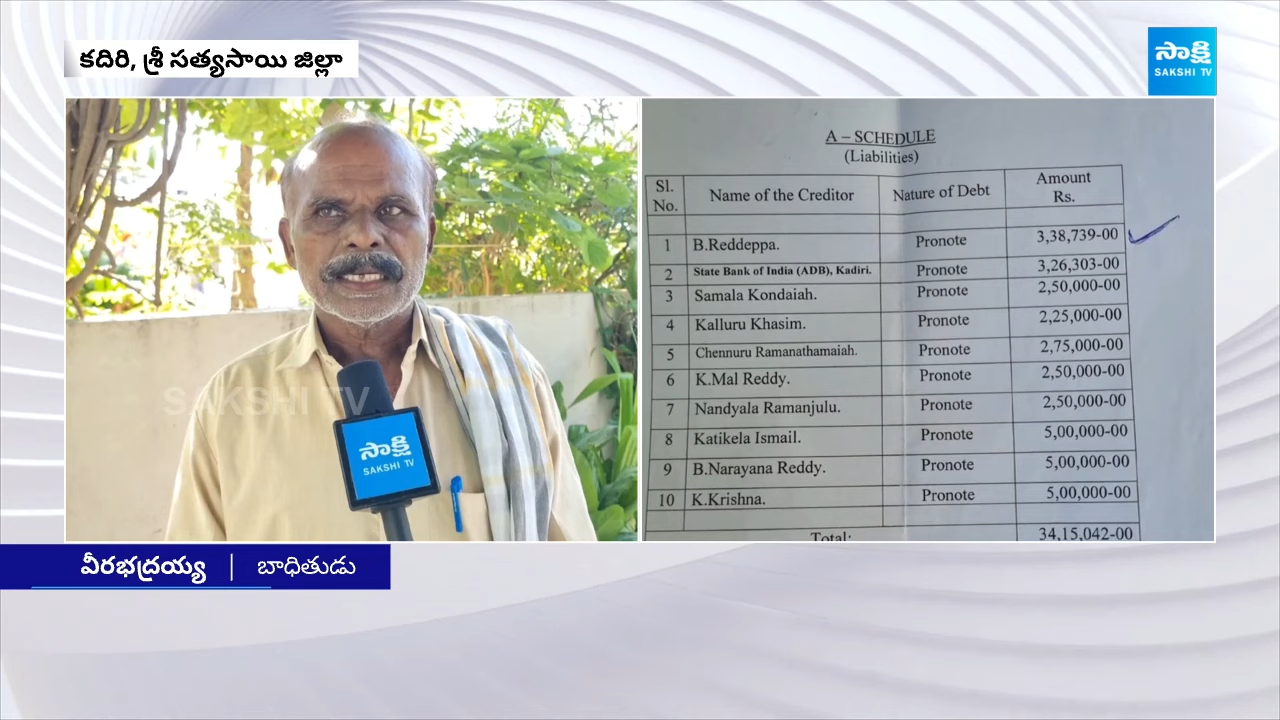 కదిరి, శ్రీ సత్యసాయి జిల్లా
సాక్షి
SAKSHI TV
SAKSHI TV
సాక్షి
SAKSHI TV
A – SCHEDULE
(Liabilities)
Sl. No. Name of the Creditor Nature of Debt Amount Rs.
1 B.Reddeppa. Pronote 3,38,739-00
2 State Bank of India (ADB), Kadiri. Pronote 3,26,303-00
3 Samala Kondaiah. Pronote 2,50,000-00
4 Kalluru Khasim. Pronote 2,25,000-00
5 Chennuru Ramanathamaiah. Pronote 2,75,000-00
6 K.Mal Reddy. Pronote 2,50,000-00
7 Nandyala Ramanjulu. Pronote 2,50,000-00
8 Katikela Ismail. Pronote 5,00,000-00
9 B.Narayana Reddy. Pronote 5,00,000-00
10 K.Krishna. Pronote 5,00,000-00
Total: 34,15,042-00
వీరభద్రయ్య | బాధితుడు